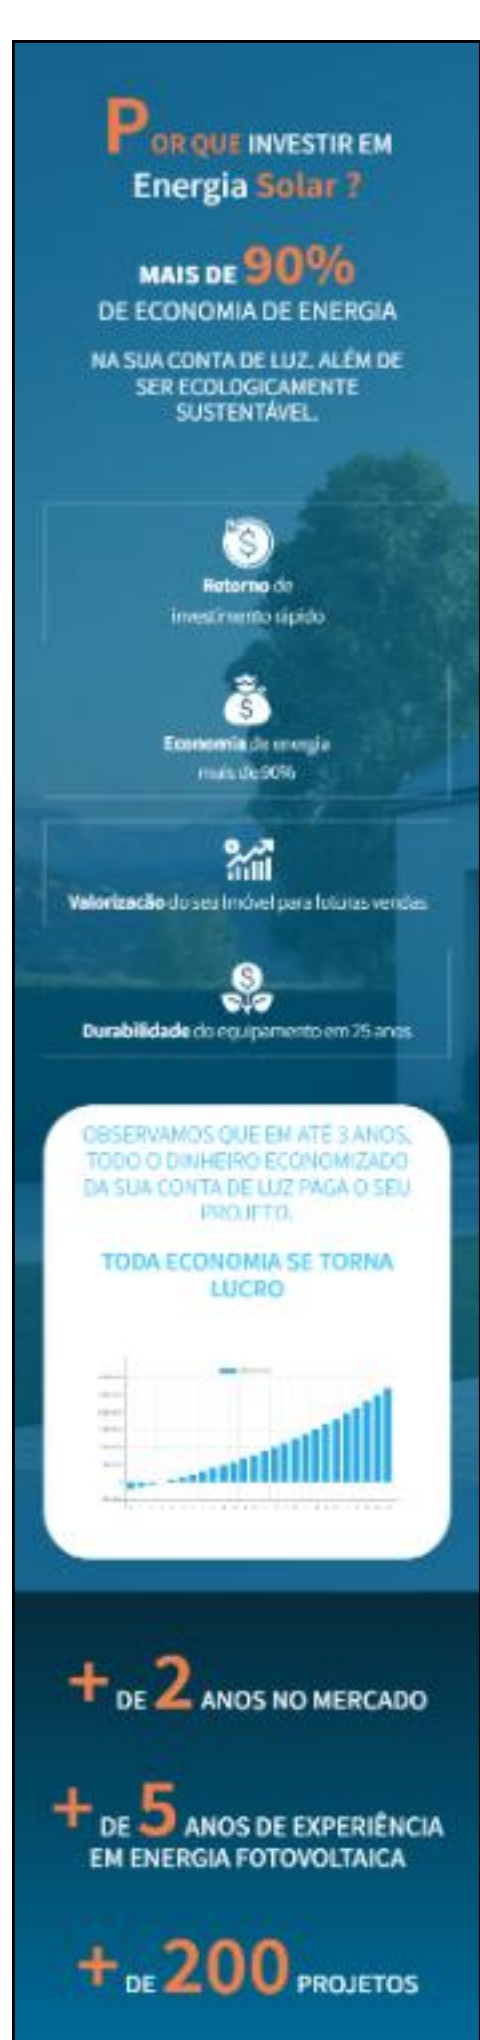 POR QUE INVESTIR EM
Energia Solar ?
MAIS DE 90%
DE ECONOMIA DE ENERGIA
NA SUA CONTA DE LUZ, ALÉM DE
SER ECOLOGICAMENTE
SUSTENTÁVEL.
Retorno de
investimento rápido
Economia de energia
mais de 90%
Valorização do seu Imóvel para futuras vendas
Durabilidade do equipamento em 25 anos
OBSERVAMOS QUE EM ATÉ 3 ANOS,
TODO O DINHEIRO ECONOMIZADO
DA SUA CONTA DE LUZ PAGA O SEU
PROJETO.
TODA ECONOMIA SE TORNA
LUCRO
+ DE 2 ANOS NO MERCADO
+ DE 5 ANOS DE EXPERIÊNCIA
EM ENERGIA FOTOVOLTAICA
+ DE 200 PROJETOS